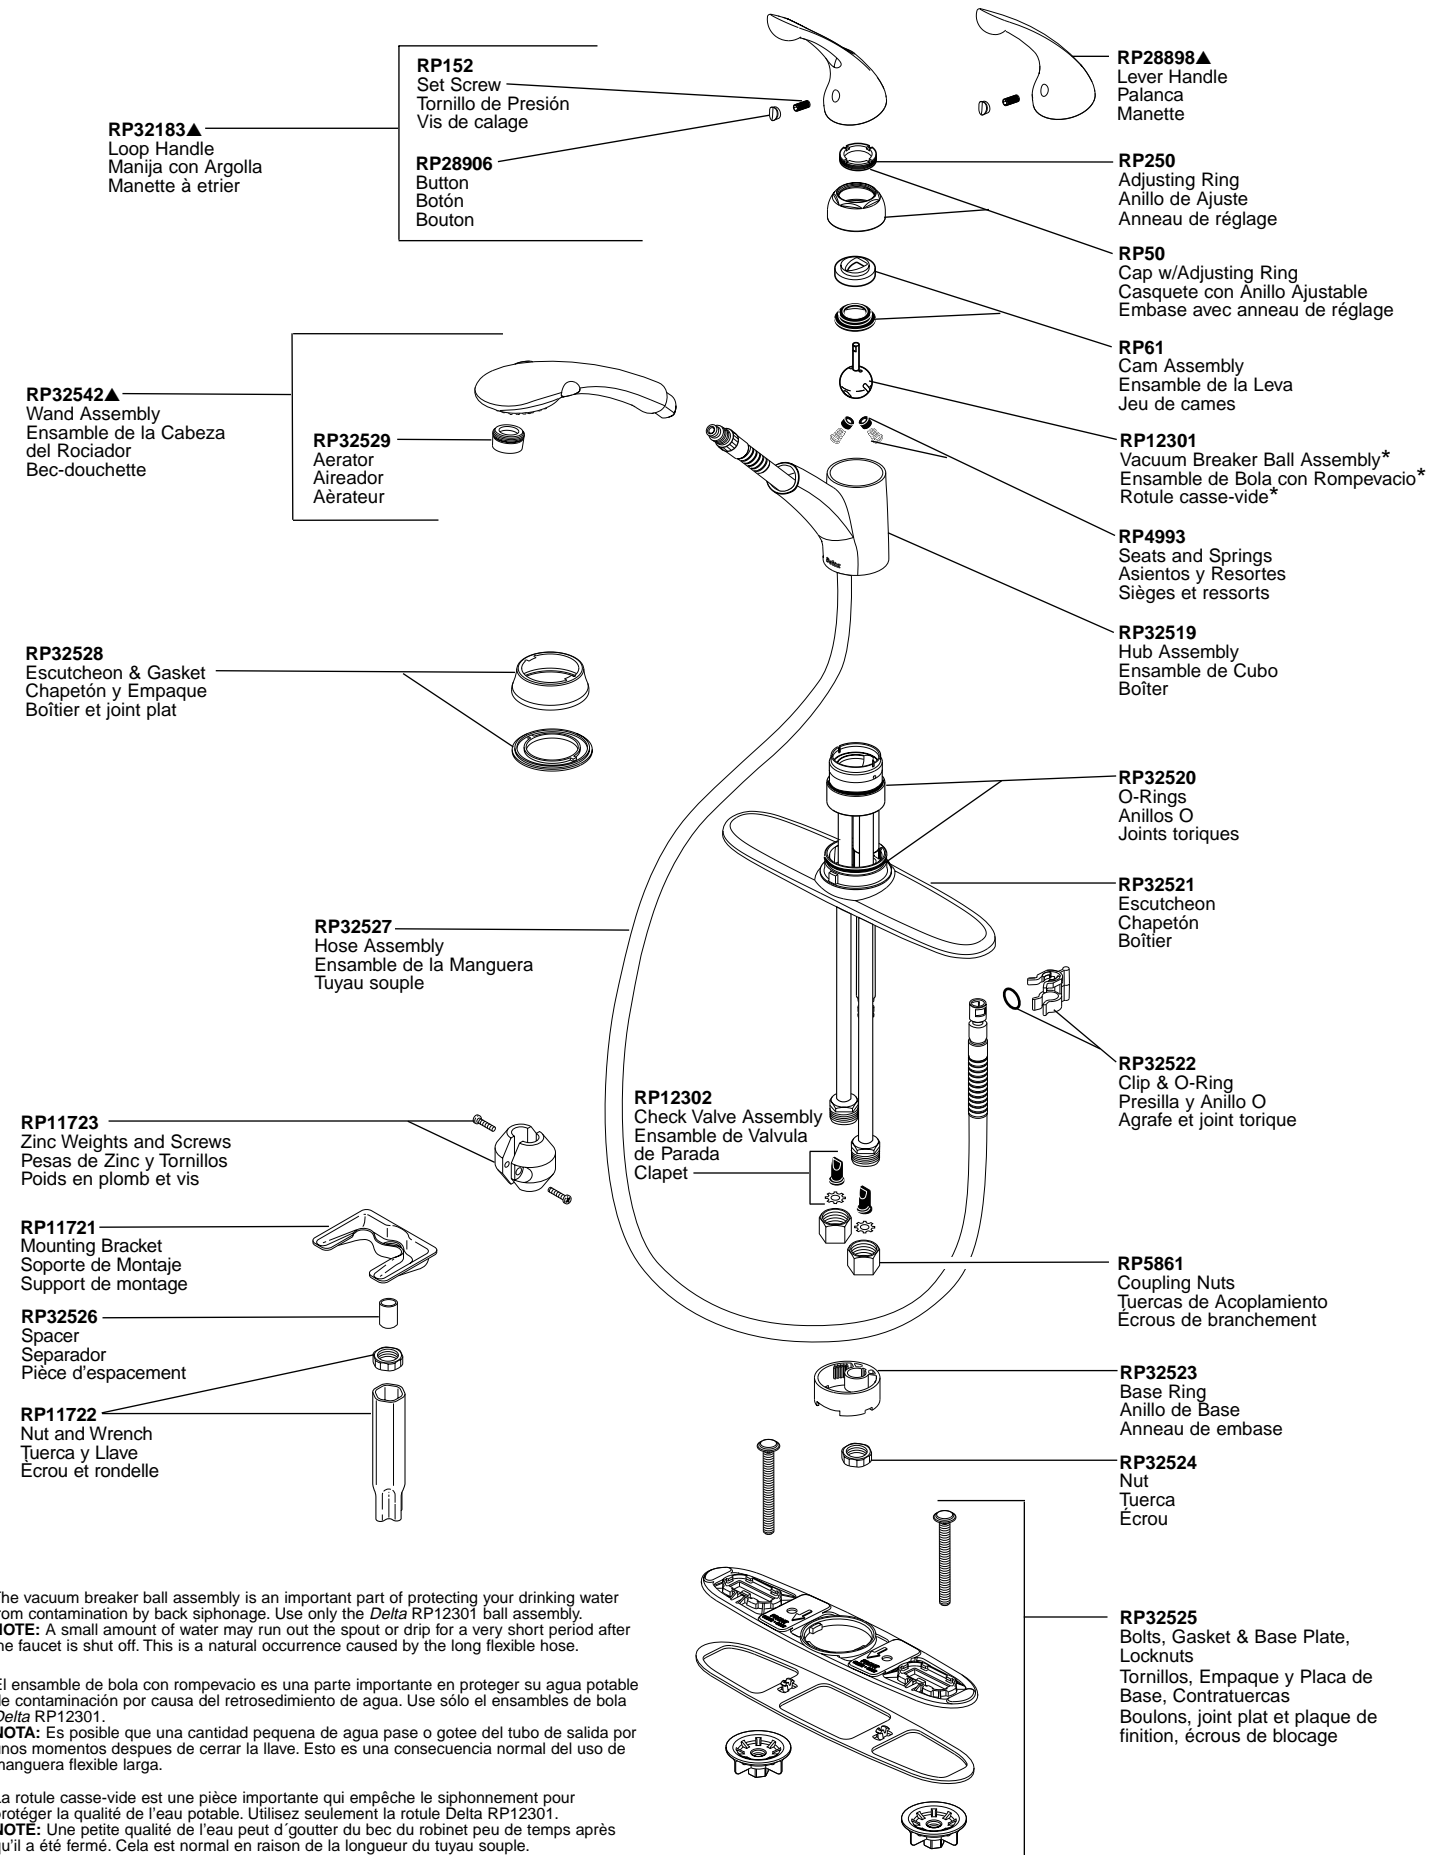 RP152
Set Screw
Tornillo de Presión
Vis de calage
RP28898▲
Lever Handle
Palanca
Manette
RP32183▲
Loop Handle
Manija con Argolla
Manette à etrier
RP28906
Button
Botón
Bouton
RP250
Adjusting Ring
Anillo de Ajuste
Anneau de réglage
RP50
Cap w/Adjusting Ring
Casquete con Anillo Ajustable
Embase avec anneau de réglage
RP61
Cam Assembly
Ensamble de la Leva
Jeu de cames
RP32542▲
Wand Assembly
Ensamble de la Cabeza
del Rociador
Bec-douchette
RP32529
Aerator
Aireador
Aèrateur
RP12301
Vacuum Breaker Ball Assembly*
Ensamble de Bola con Rompevacio*
Rotule casse-vide*
RP4993
Seats and Springs
Asientos y Resortes
Sièges et ressorts
RP32519
Hub Assembly
Ensamble de Cubo
Boîter
RP32528
Escutcheon & Gasket
Chapetón y Empaque
Boîtier et joint plat
RP32520
O-Rings
Anillos O
Joints toriques
RP32521
Escutcheon
Chapetón
Boîtier
RP32527
Hose Assembly
Ensamble de la Manguera
Tuyau souple
RP32522
Clip & O-Ring
Presilla y Anillo O
Agrafe et joint torique
RP12302
Check Valve Assembly
Ensamble de Valvula
de Parada
Clapet
RP11723
Zinc Weights and Screws
Pesas de Zinc y Tornillos
Poids en plomb et vis
RP11721
Mounting Bracket
Soporte de Montaje
Support de montage
RP5861
Coupling Nuts
Tuercas de Acoplamiento
Écrous de branchement
RP32526
Spacer
Separador
Pièce d'espacement
RP32523
Base Ring
Anillo de Base
Anneau de embase
RP11722
Nut and Wrench
Tuerca y Llave
Ècrou et rondelle
RP32524
Nut
Tuerca
Écrou
RP32525
Bolts, Gasket & Base Plate,
Locknuts
Tornillos, Empaque y Placa de
Base, Contratuercas
Boulons, joint plat et plaque de
finition, écrous de blocage
he vacuum breaker ball assembly is an important part of protecting your drinking water
rom contamination by back siphonage. Use only the Delta RP12301 ball assembly.
NOTE: A small amount of water may run out the spout or drip for a very short period after
he faucet is shut off. This is a natural occurrence caused by the long flexible hose.
El ensamble de bola con rompevacio es una parte importante en proteger su agua potable
de contaminación por causa del retrosedimiento de agua. Use sólo el ensambles de bola
Delta RP12301.
NOTA: Es posible que una cantidad pequena de agua pase o gotee del tubo de salida por
unos momentos despues de cerrar la llave. Esto es una consecuencia normal del uso de
manguera flexible larga.
La rotule casse-vide est une pièce importante qui empêche le siphonnement pour
protéger la qualité de l'eau potable. Utilisez seulement la rotule Delta RP12301.
NOTE: Une petite qualité de l'eau peut d´goutter du bec du robinet peu de temps après
qu'il a été fermé. Cela est normal en raison de la longueur du tuyau souple.